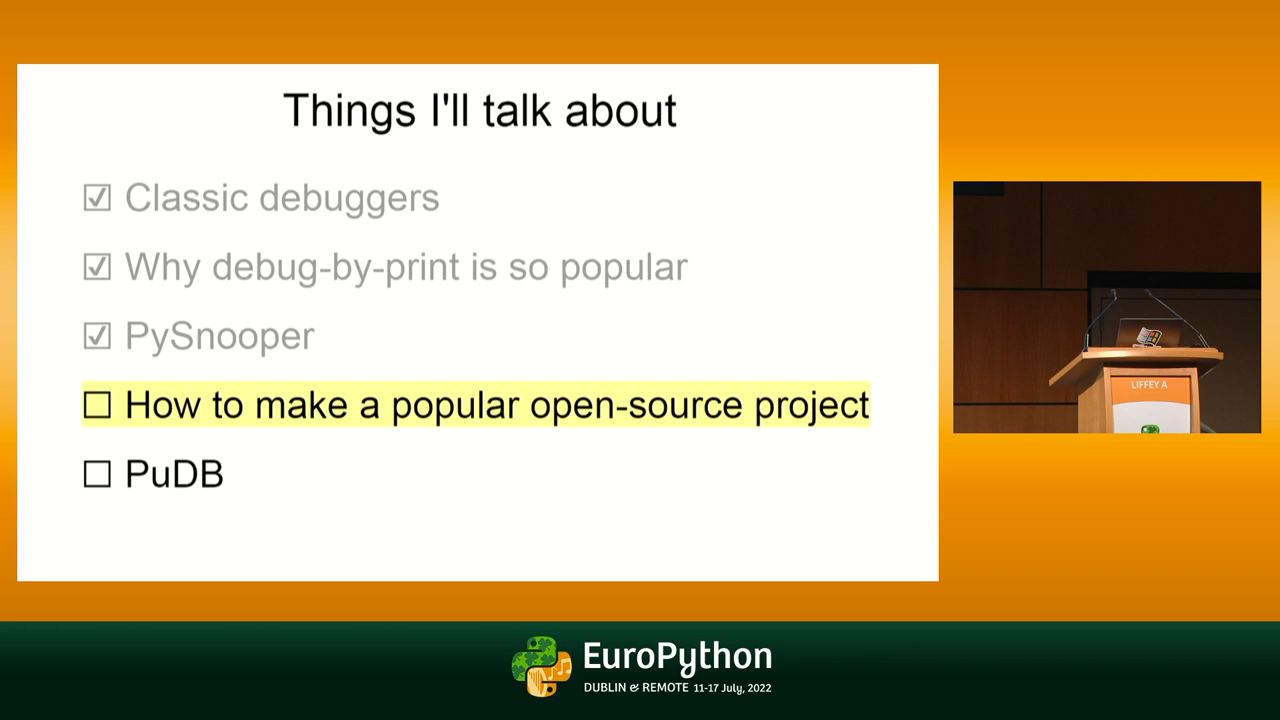 Things I'll talk about
☑ Classic debuggers
☑ Why debug-by-print is so popular
☑ PySnooper
☐ How to make a popular open-source project
☐ PuDB
LIFFEY A
EuroPython
DUBLIN & REMOTE 11-17 July, 2022